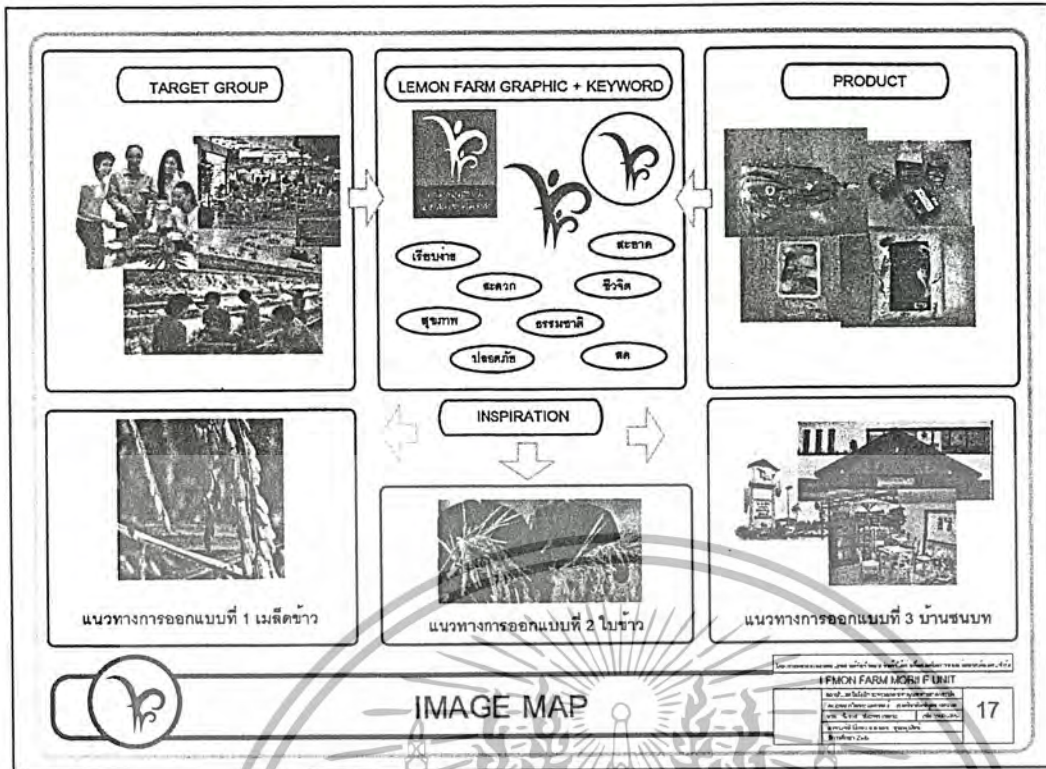 TARGET GROUP
LEMON FARM GRAPHIC + KEYWORD
PRODUCT
เรียบง่าย
สะอาด
สะดวก
ชีวจิต
สุขภาพ
ธรรมชาติ
ปลอดภัย
สด
INSPIRATION
แนวทางการออกแบบที่ 1 เมล็ดข้าว
แนวทางการออกแบบที่ 2 ใบข้าว
แนวทางการออกแบบที่ 3 บ้านชนบท
IMAGE MAP
LEMON FARM MOBILE UNIT
17